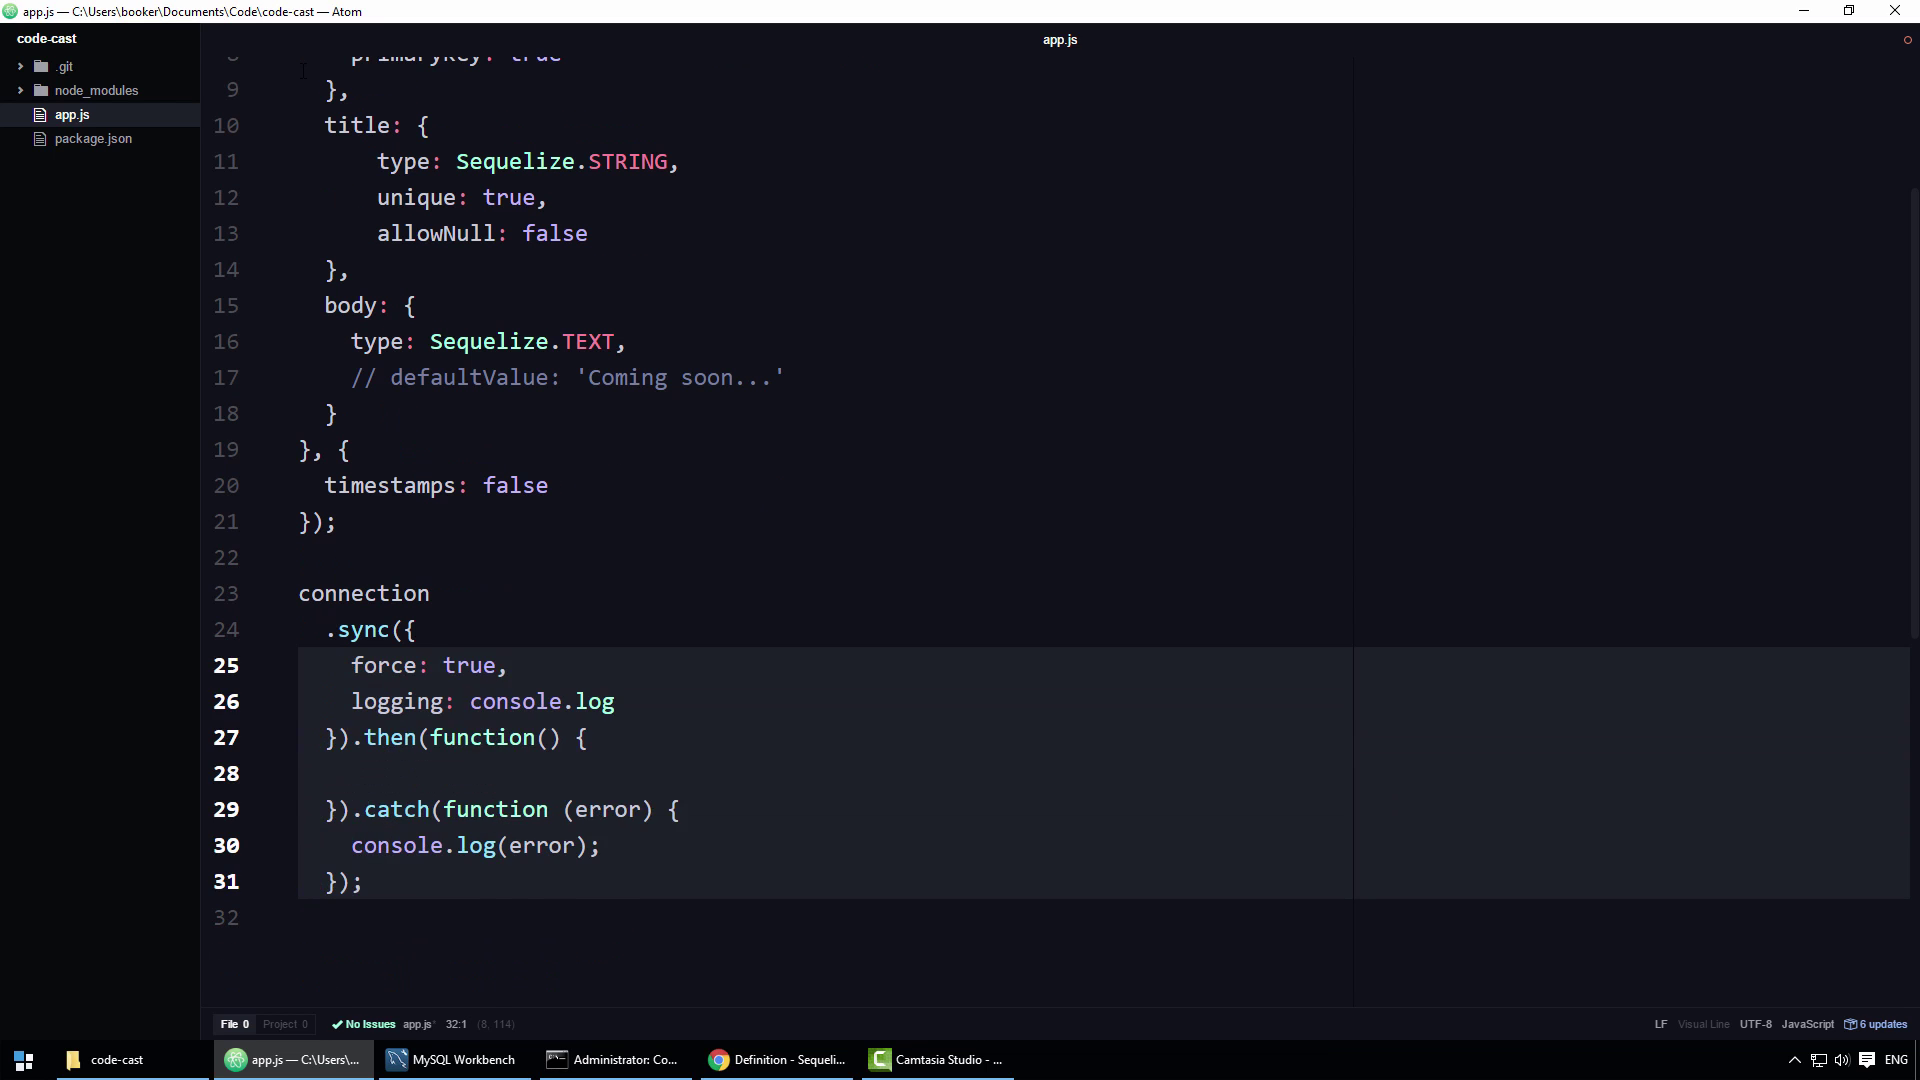 app.js — C:\Users\booker\Documents\Code\code-cast — Atom
code-cast
.git
node_modules
app.js
package.json
app.js
8 primaryKey: true
9 },
10 title: {
11 type: Sequelize.STRING,
12 unique: true,
13 allowNull: false
14 },
15 body: {
16 type: Sequelize.TEXT,
17 // defaultValue: 'Coming soon...'
18 }
19 }, {
20 timestamps: false
21 });
22
23 connection
24 .sync({
25 force: true,
26 logging: console.log
27 }).then(function() {
28
29 }).catch(function (error) {
30 console.log(error);
31 });
32
File 0 Project 0 No Issues app.js* 32:1 (8, 114) LF Visual Line UTF-8 JavaScript 6 updates
code-cast app.js — C:\Users\... MySQL Workbench Administrator: Co... Definition - Sequeli... Camtasia Studio - ... ENG